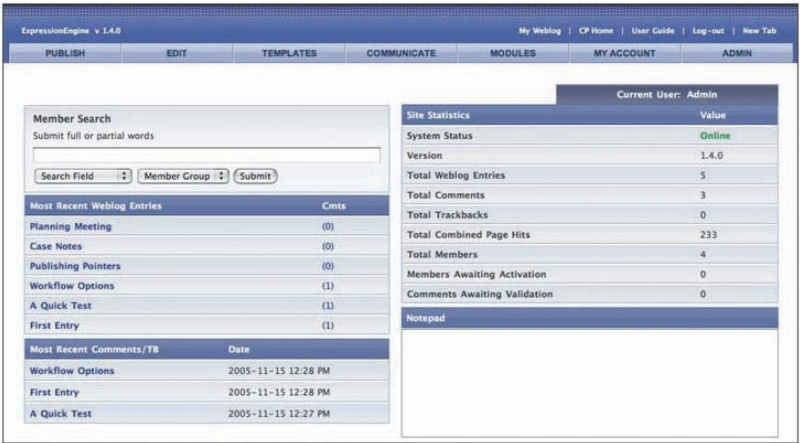 ExpressionEngine v 1.4.0
My Weblog | CP Home | User Guide | Log-out | New Tab
PUBLISH EDIT TEMPLATES COMMUNICATE MODULES MY ACCOUNT ADMIN
Current User: Admin
Member Search
Submit full or partial words
Search Field Member Group Submit
Most Recent Weblog Entries Cmts
Planning Meeting (0)
Case Notes (0)
Publishing Pointers (0)
Workflow Options (1)
A Quick Test (1)
First Entry (1)
Most Recent Comments/TB Date
Workflow Options 2005-11-15 12:28 PM
First Entry 2005-11-15 12:28 PM
A Quick Test 2005-11-15 12:27 PM
Site Statistics Value
System Status Online
Version 1.4.0
Total Weblog Entries 5
Total Comments 3
Total Trackbacks 0
Total Combined Page Hits 233
Total Members 4
Members Awaiting Activation 0
Comments Awaiting Validation 0
Notepad